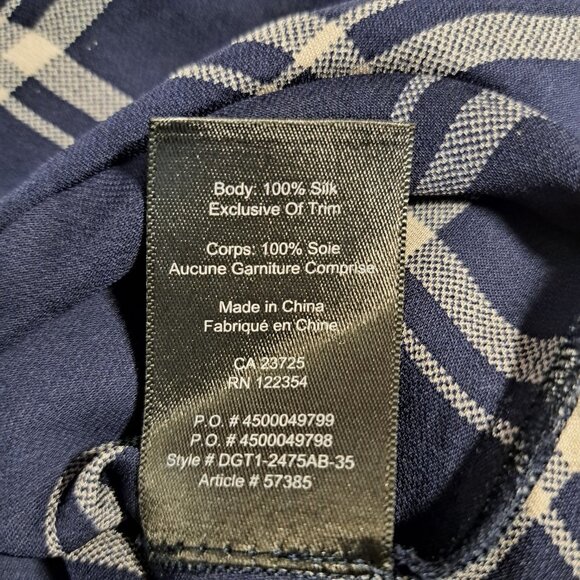 Body: 100% Silk
Exclusive Of Trim
Corps: 100% Soie
Aucune Garniture Comprise
Made in China
Fabriqué en Chine
CA 23725
RN 122354
P.O. # 4500049799
P.O. # 4500049798
Style # DGT1-2475AB-35
Article # 57385